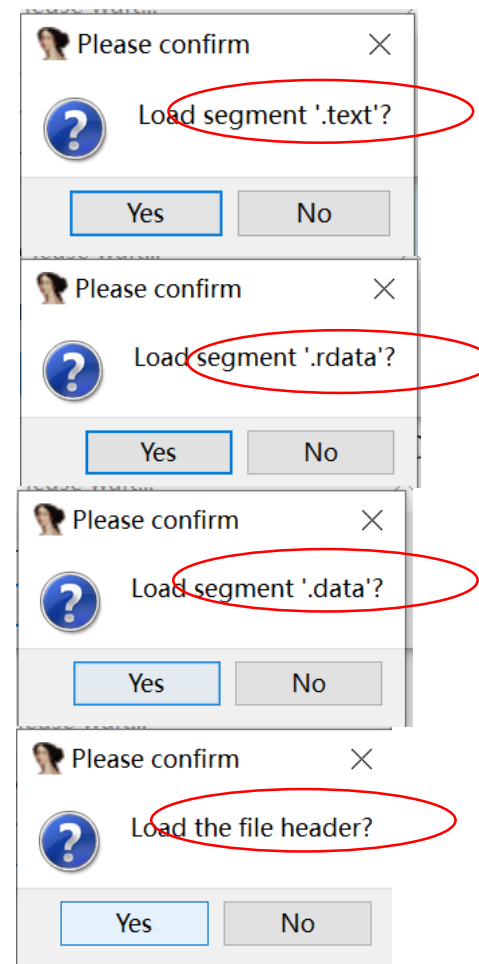 Please confirm
Load segment '.text'?
Yes No
Please confirm
Load segment '.rdata'?
Yes No
Please confirm
Load segment '.data'?
Yes No
Please confirm
Load the file header?
Yes No